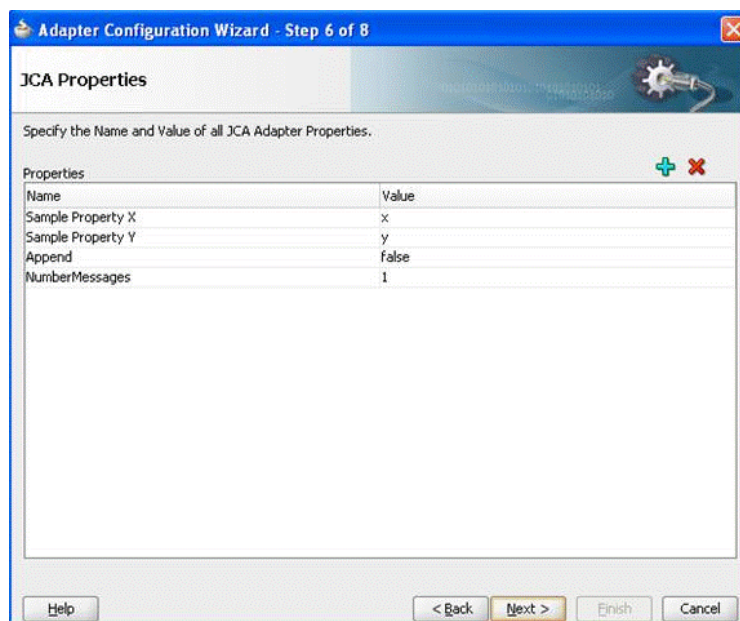 Adapter Configuration Wizard - Step 6 of 8
JCA Properties
Specify the Name and Value of all JCA Adapter Properties.
Properties
Name Value
Sample Property X x
Sample Property Y y
Append false
NumberMessages 1
Help < Back Next > Finish Cancel